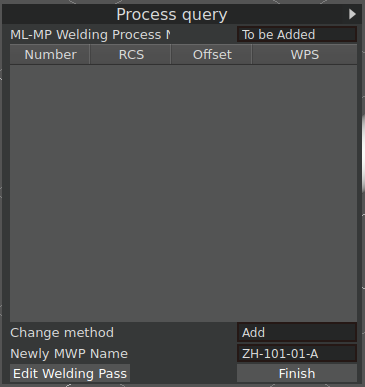 Process query
ML-MP Welding Process N To be Added
Number RCS Offset WPS
Change method Add
Newly MWP Name ZH-101-01-A
Edit Welding Pass Finish